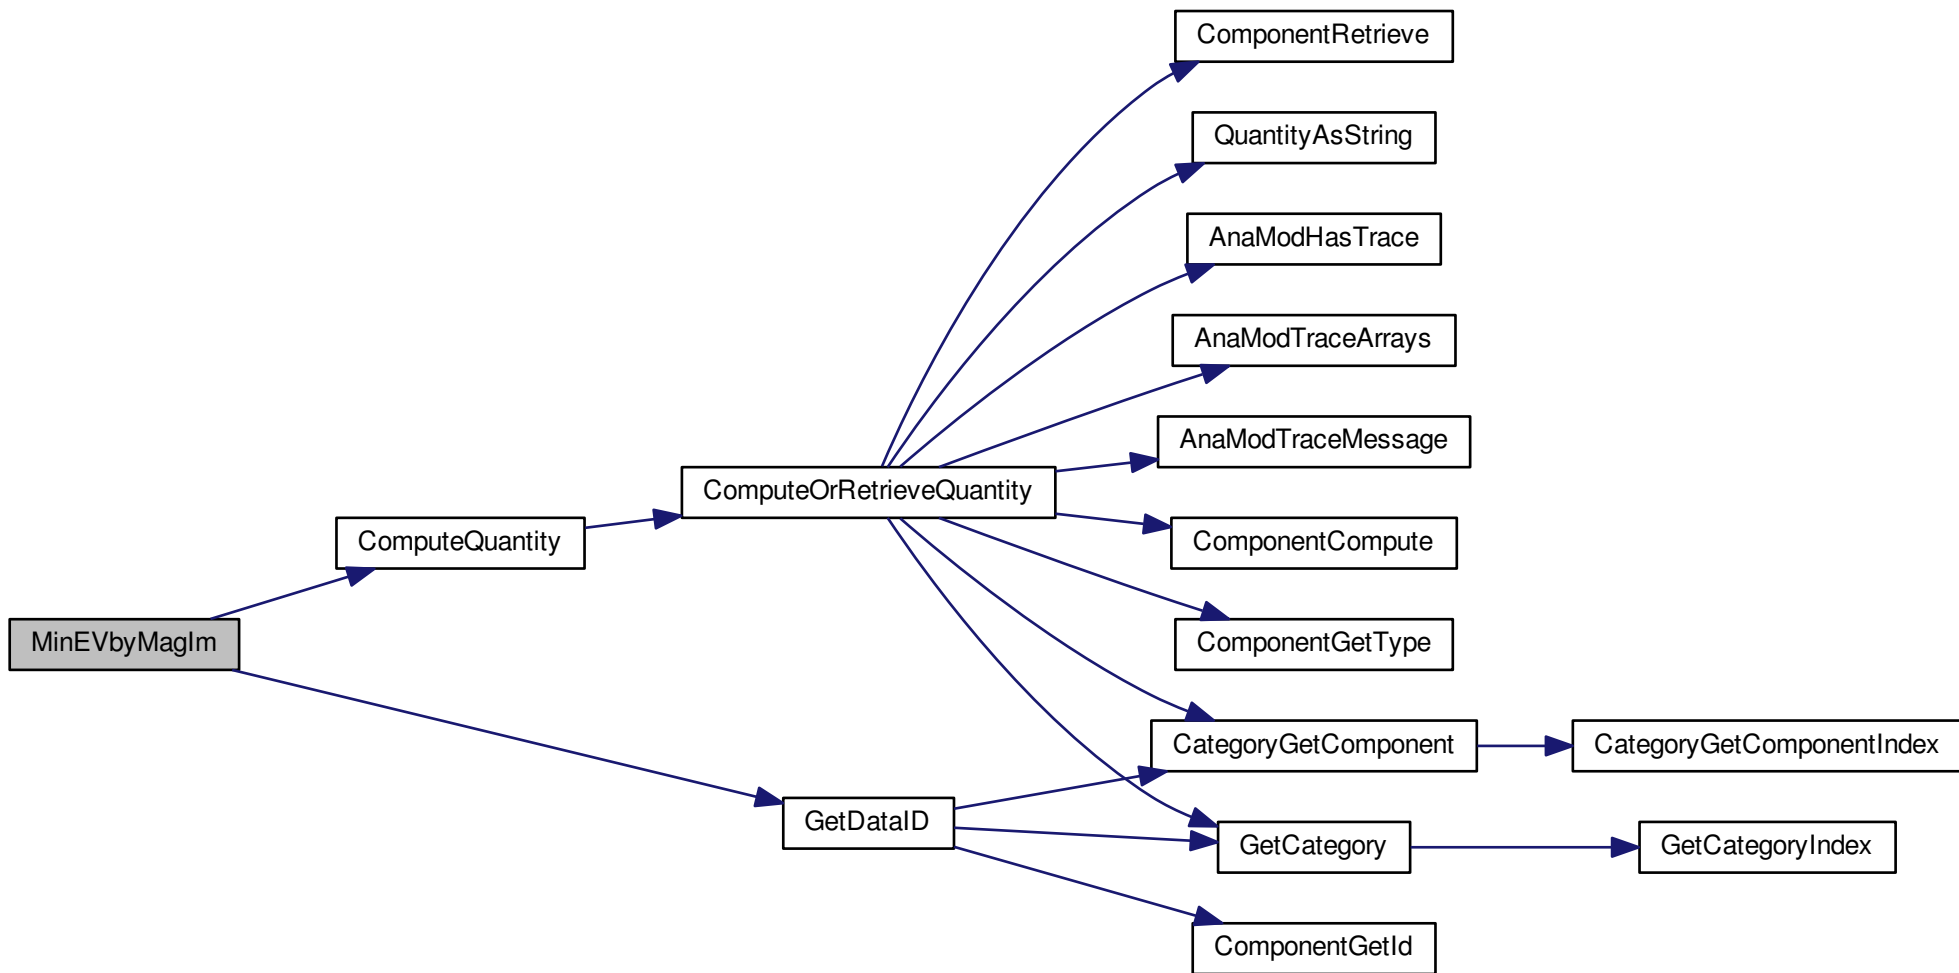 ComponentRetrieve
QuantityAsString
AnaModHasTrace
AnaModTraceArrays
AnaModTraceMessage
ComputeOrRetrieveQuantity
ComputeQuantity
ComponentCompute
MinEVbyMagIm
ComponentGetType
CategoryGetComponent
CategoryGetComponentIndex
GetDataID
GetCategory
GetCategoryIndex
ComponentGetId